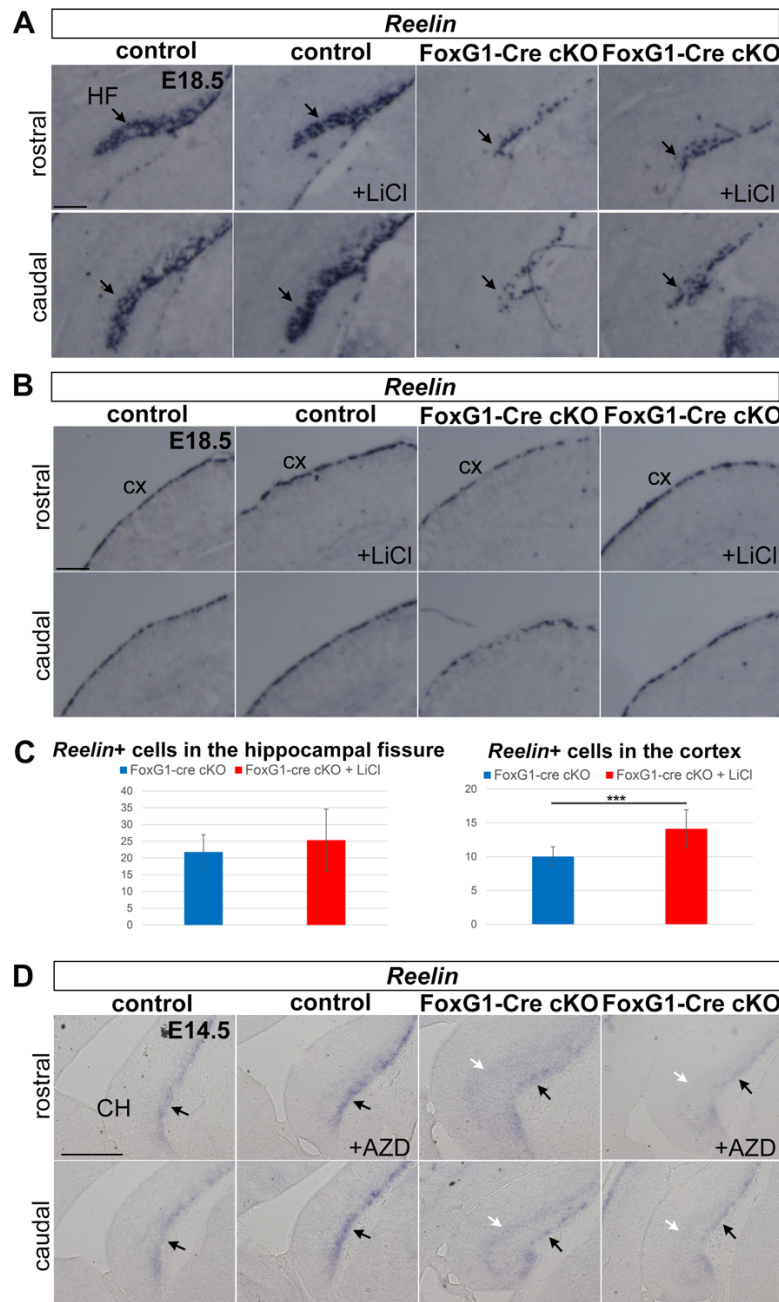 A
Reelin
control control FoxG1-Cre cKO FoxG1-Cre cKO
E18.5
HF
rostral
+LiCl +LiCl
caudal
B
Reelin
control control FoxG1-Cre cKO FoxG1-Cre cKO
E18.5
cx cx cx cx
rostral
+LiCl +LiCl
caudal
C
Reelin+ cells in the hippocampal fissure
FoxG1-cre cKO FoxG1-cre cKO + LiCl
40
35
30
25
20
15
10
5
0
Reelin+ cells in the cortex
FoxG1-cre cKO FoxG1-cre cKO + LiCl
20
15
10
5
0
***
D
Reelin
control control FoxG1-Cre cKO FoxG1-Cre cKO
E14.5
CH
rostral
+AZD +AZD
caudal